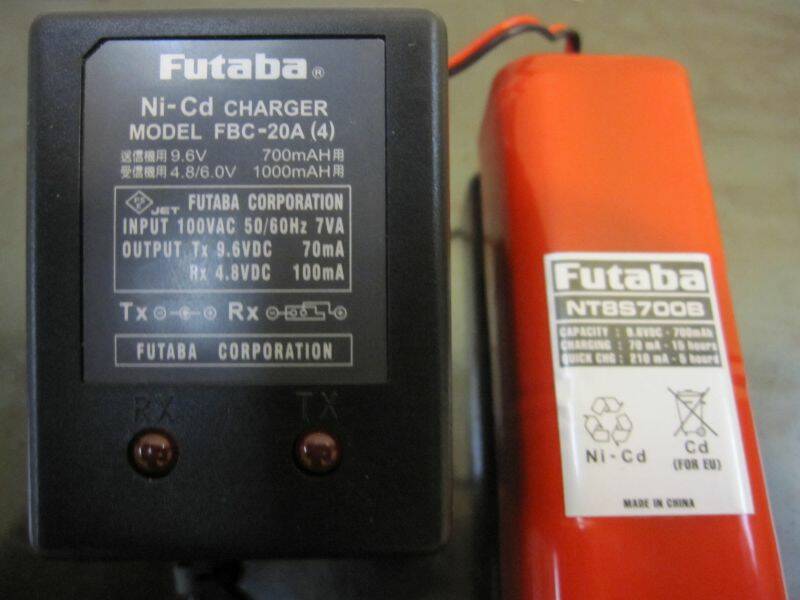 Futaba®
Ni-Cd CHARGER
MODEL FBC-20A (4)
送信機用 9.6V 700mAH用
受信機用 4.8/6.0V 1000mAH用
JET FUTABA CORPORATION
INPUT 100VAC 50/60Hz 7VA
OUTPUT Tx 9.6VDC 70mA
Rx 4.8VDC 100mA
Tx Rx
FUTABA CORPORATION
RX TX
Futaba
NT8S700B
CAPACITY : 9.6VDC - 700mAh
CHARGING : 70 mA - 15 hours
QUICK CHG : 210 mA - 5 hours
Ni-Cd
Cd
(FOR EU)
MADE IN CHINA